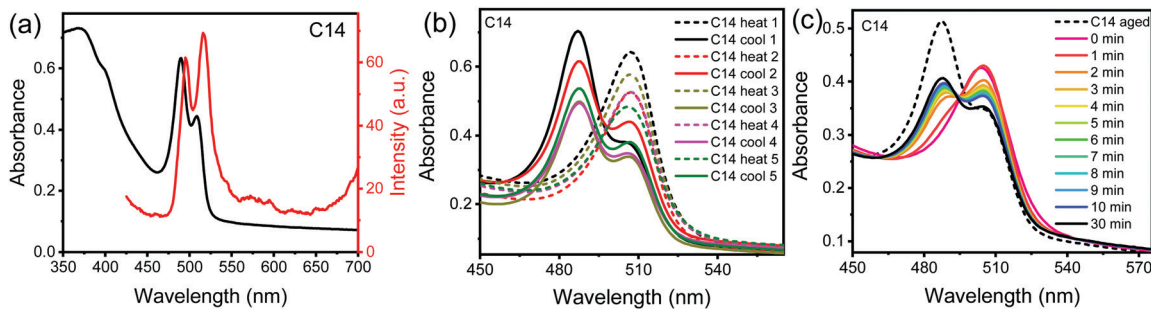 (a)
C14
Absorbance
0.6
0.4
0.2
0.0
60
40
20
0
Intensity (a.u.)
350 400 450 500 550 600 650 700
Wavelength (nm)
(b)
C14
Absorbance
0.6
0.4
0.2
450 480 510 540
Wavelength (nm)
C14 heat 1
C14 cool 1
C14 heat 2
C14 cool 2
C14 heat 3
C14 cool 3
C14 heat 4
C14 cool 4
C14 heat 5
C14 cool 5
(c)
C14
Absorbance
0.5
0.4
0.3
0.2
0.1
450 480 510 540 570
Wavelength (nm)
C14 aged
0 min
1 min
2 min
3 min
4 min
5 min
6 min
7 min
8 min
9 min
10 min
30 min